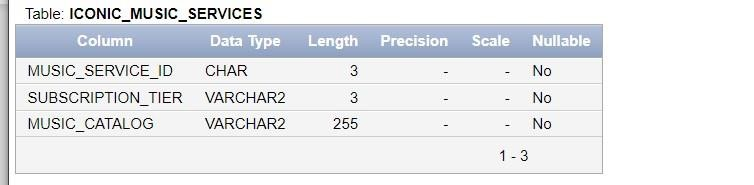 Table: ICONIC_MUSIC_SERVICES
Column Data Type Length Precision Scale Nullable
MUSIC_SERVICE_ID CHAR 3 - - No
SUBSCRIPTION_TIER VARCHAR2 3 - - No
MUSIC_CATALOG VARCHAR2 255 - - No
1 - 3